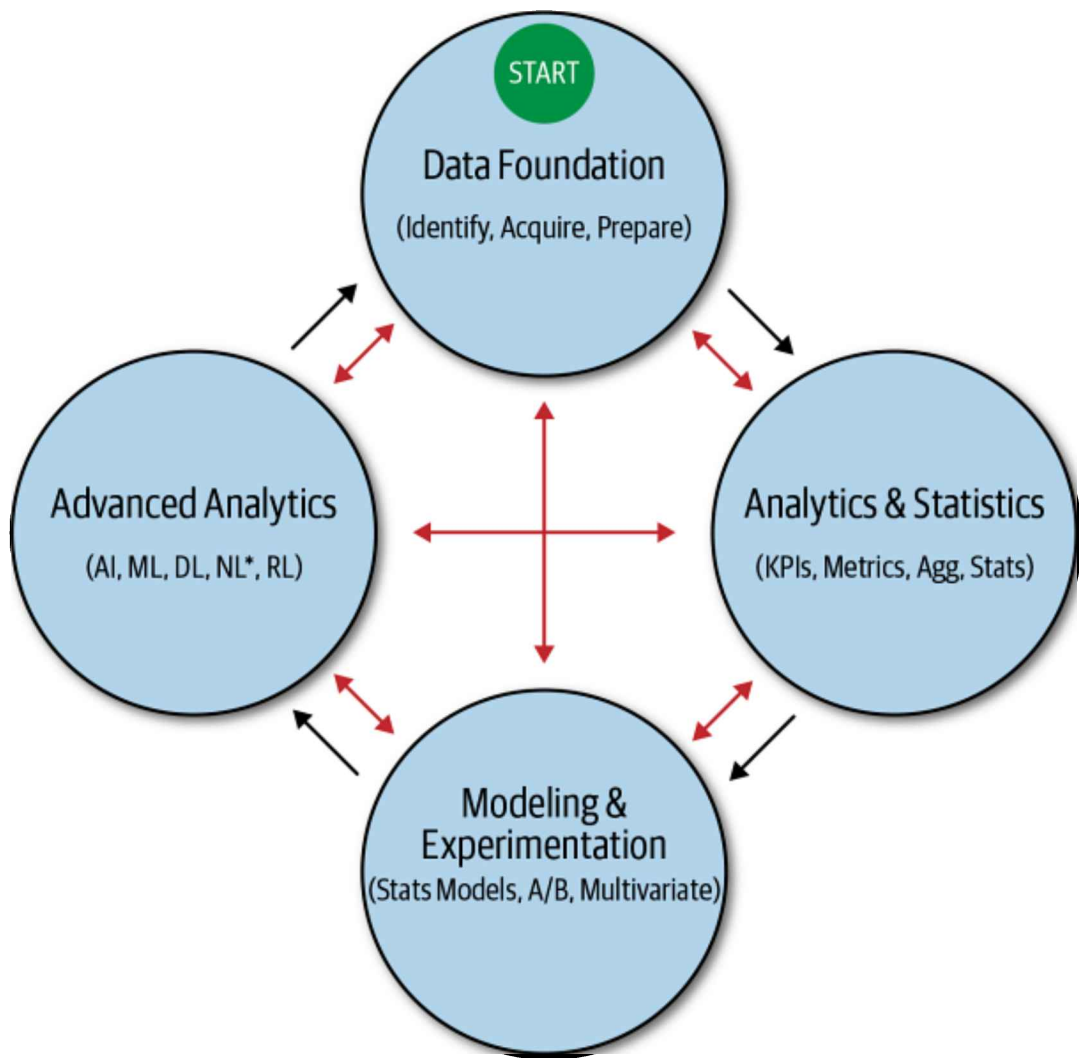 START
Data Foundation
(Identify, Acquire, Prepare)
Advanced Analytics
(AI, ML, DL, NL*, RL)
Analytics & Statistics
(KPIs, Metrics, Agg, Stats)
Modeling &
Experimentation
(Stats Models, A/B, Multivariate)